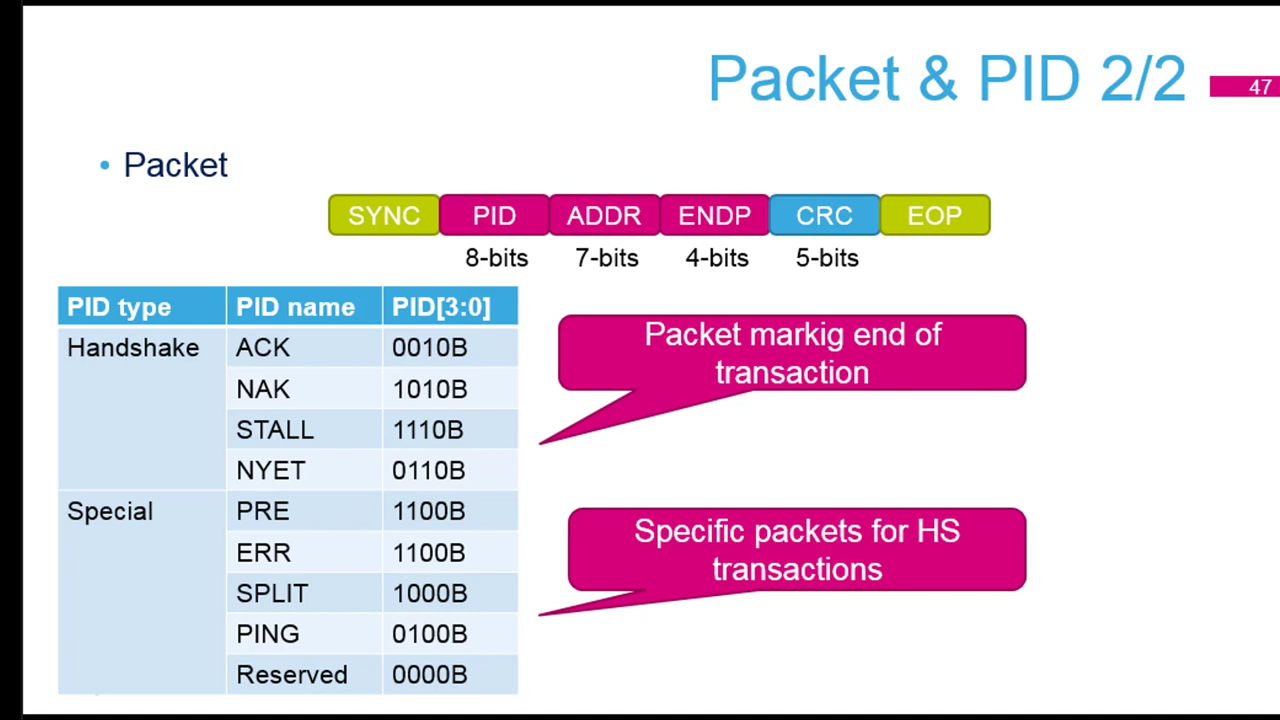 Packet & PID 2/2
47
• Packet
SYNC PID ADDR ENDP CRC EOP
8-bits 7-bits 4-bits 5-bits
PID type PID name PID[3:0]
Handshake ACK 0010B
NAK 1010B
STALL 1110B
NYET 0110B
Special PRE 1100B
ERR 1100B
SPLIT 1000B
PING 0100B
Reserved 0000B
Packet markig end of
transaction
Specific packets for HS
transactions